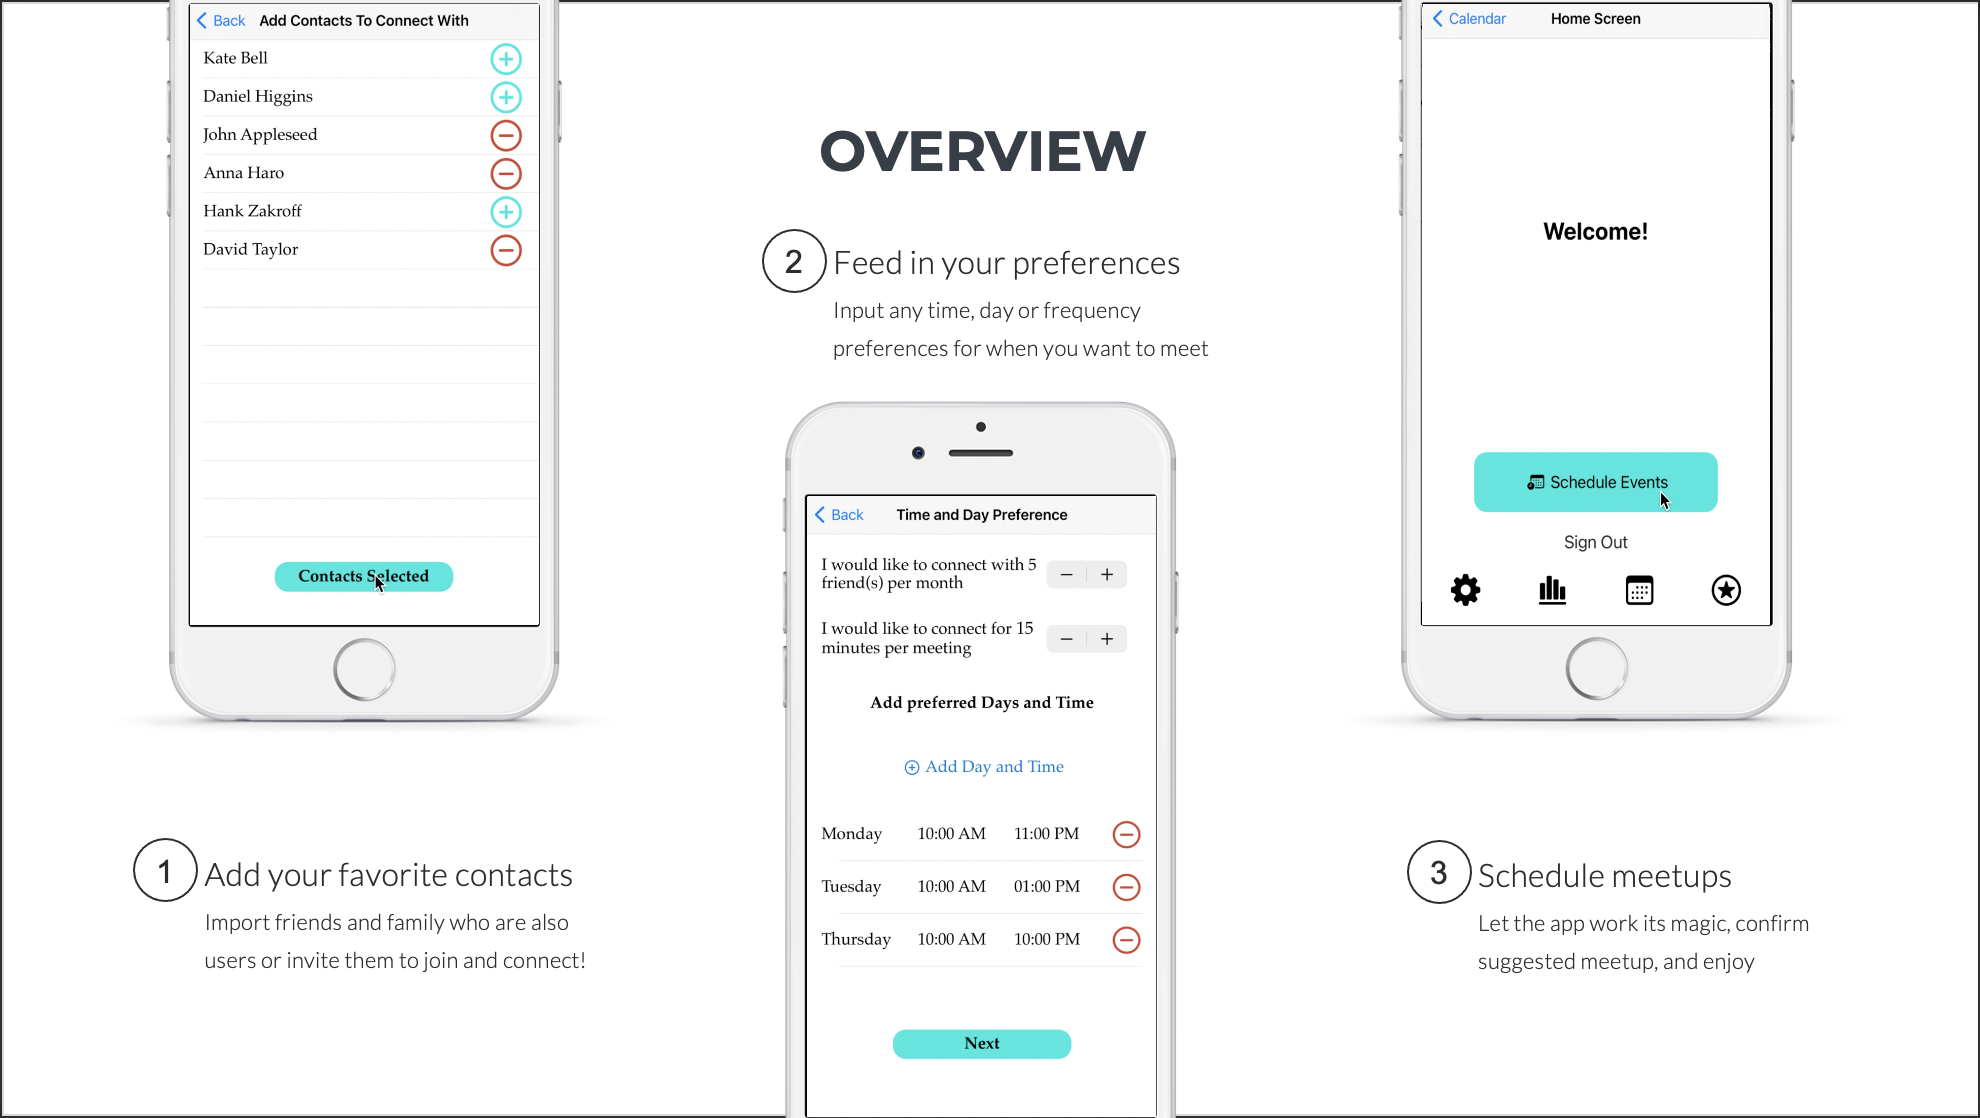 Back Add Contacts To Connect With
Kate Bell
Daniel Higgins
John Appleseed
Anna Haro
Hank Zakroff
David Taylor
Contacts Selected
1 Add your favorite contacts
Import friends and family who are also
users or invite them to join and connect!
OVERVIEW
2 Feed in your preferences
Input any time, day or frequency
preferences for when you want to meet
Back Time and Day Preference
I would like to connect with 5
friend(s) per month
I would like to connect for 15
minutes per meeting
Add preferred Days and Time
Add Day and Time
Monday 10:00 AM 11:00 PM
Tuesday 10:00 AM 01:00 PM
Thursday 10:00 AM 10:00 PM
Next
Calendar Home Screen
Welcome!
Schedule Events
Sign Out
3 Schedule meetups
Let the app work its magic, confirm
suggested meetup, and enjoy